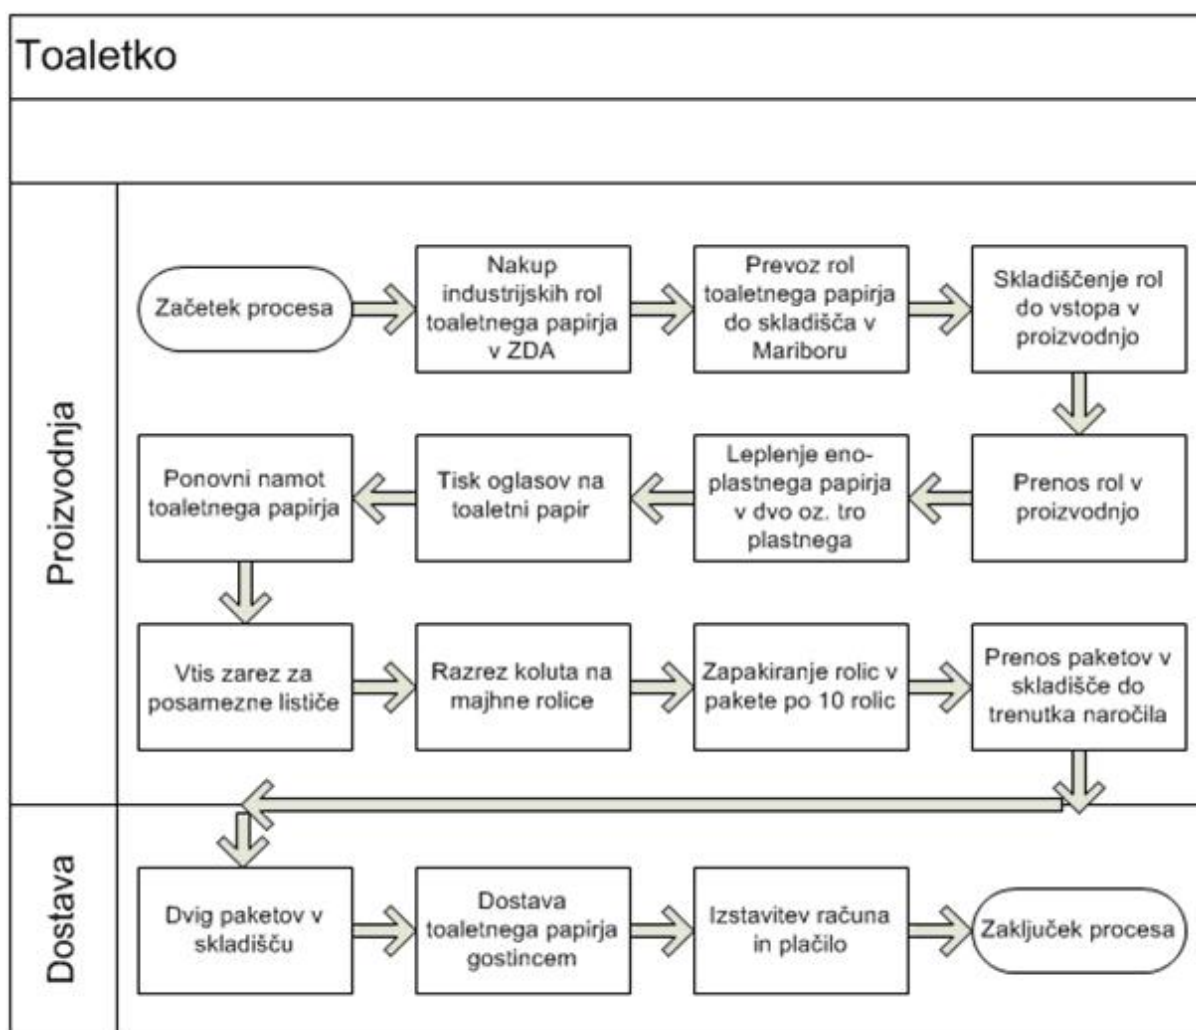 Toaletko
Proizvodnja
Začetek procesa
Nakup
industrijskih rol
toaletnega papirja
v ZDA
Prevoz rol
toaletnega papirja
do skladišča v
Mariboru
Skladiščenje rol
do vstopa v
proizvodnjo
Prenos rol v
proizvodnjo
Leplenje eno-
plastnega papirja
v dvo oz. tro
plastnega
Tisk oglasov na
toaletni papir
Ponovni namot
toaletnega papirja
Vtis zarez za
posamezne lističe
Razrez koluta na
majhne rolice
Zapakiranje rolic v
pakete po 10 rolic
Prenos paketov v
skladišče do
trenutka naročila
Dostava
Dvig paketov v
skladišču
Dostava
toaletnega papirja
gostincem
Izstavitev računa
in plačilo
Zaključek procesa